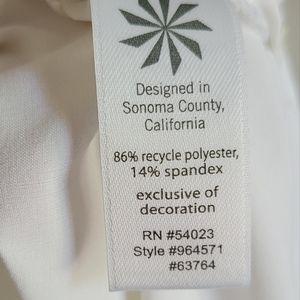 Designed in
Sonoma County,
California
86% recycle polyester,
14% spandex
exclusive of
decoration
RN #54023
Style #964571
#63764